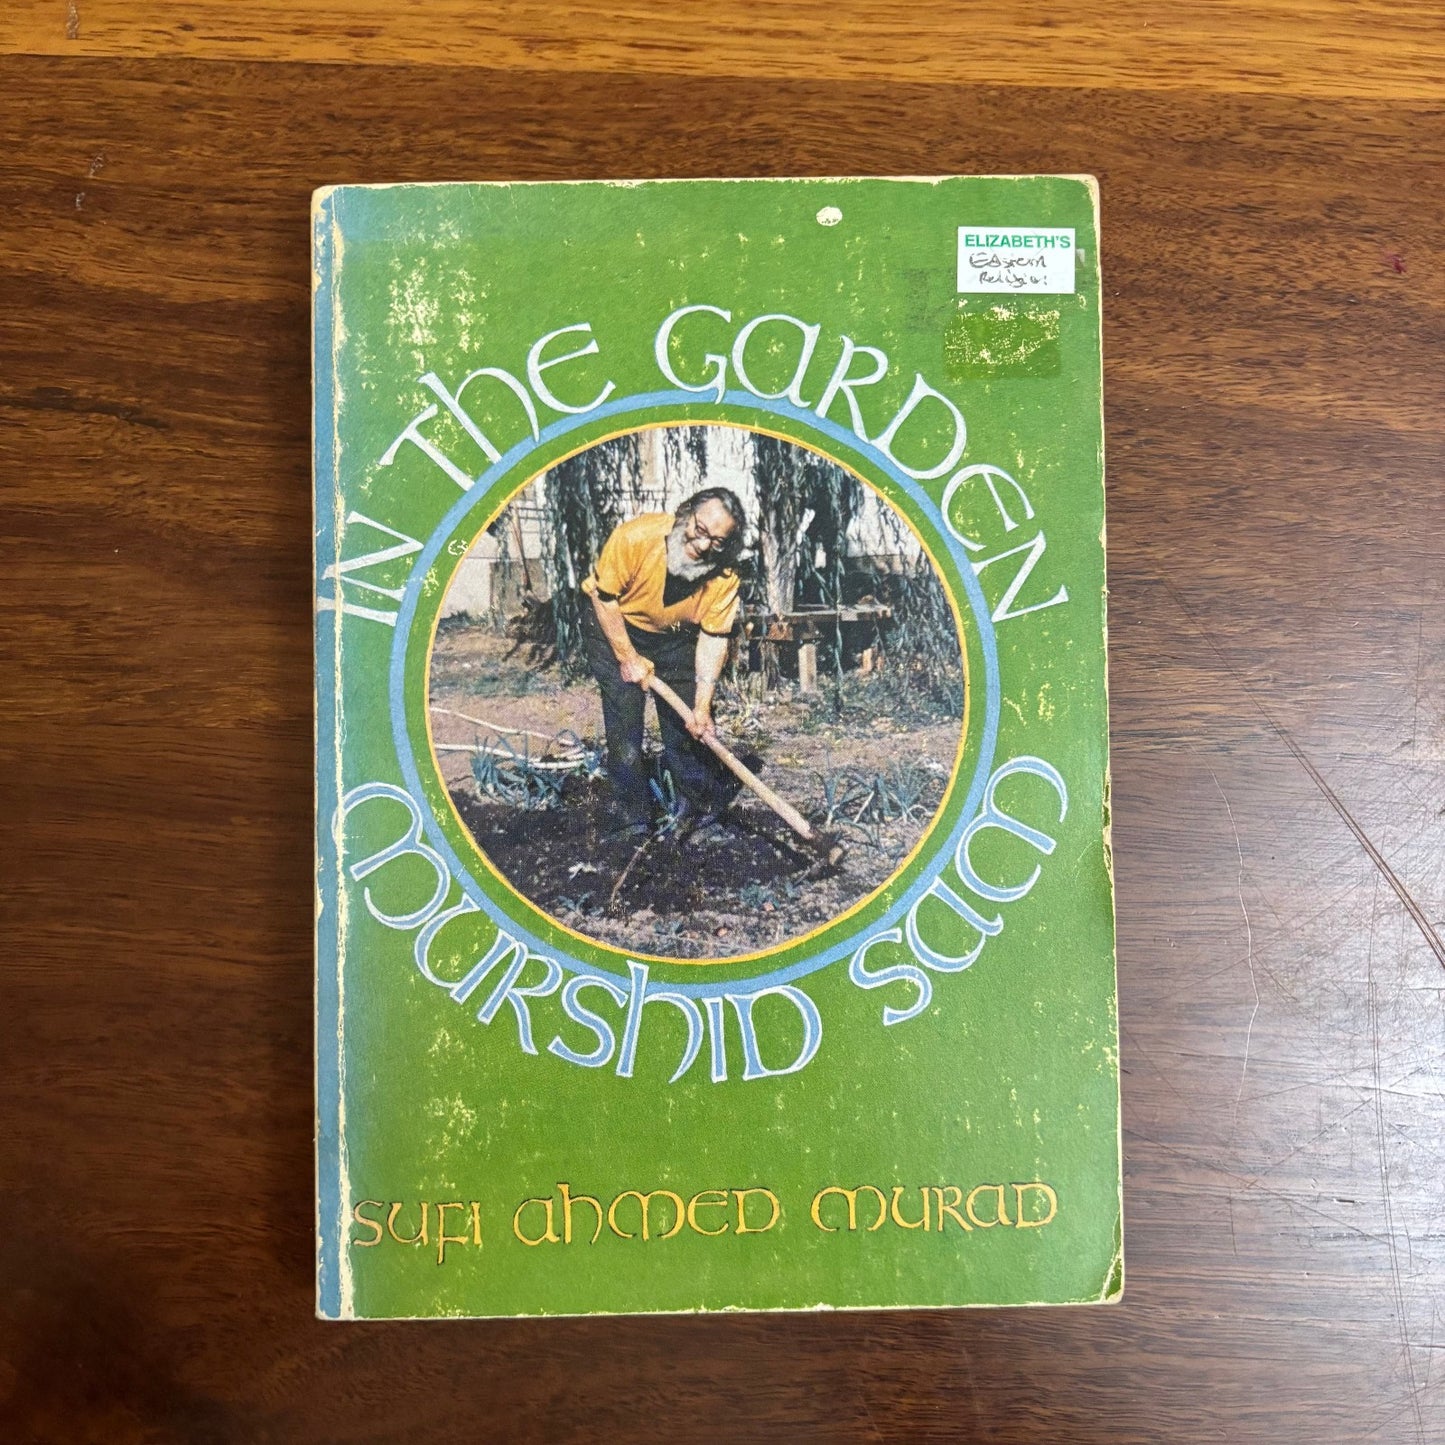 ELIZABETH'S
Eastern
Religion
IN THE GARDEN
MURSHID SAM
SUFI AHMED MURAD